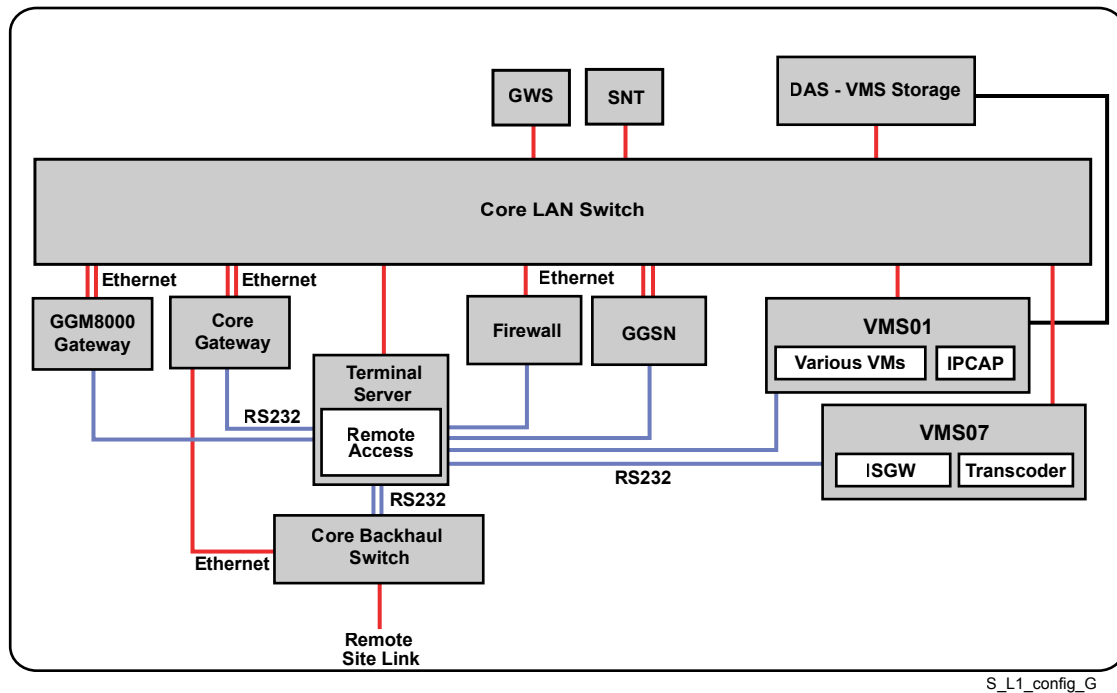 GWS
SNT
DAS - VMS Storage
Core LAN Switch
Ethernet
Ethernet
Ethernet
GGM8000
Gateway
Core
Gateway
Firewall
GGSN
VMS01
Various VMs
IPCAP
Terminal
Server
Remote
Access
RS232
VMS07
ISGW
Transcoder
RS232
RS232
Core Backhaul
Switch
Ethernet
Remote
Site Link
S_L1_config_G